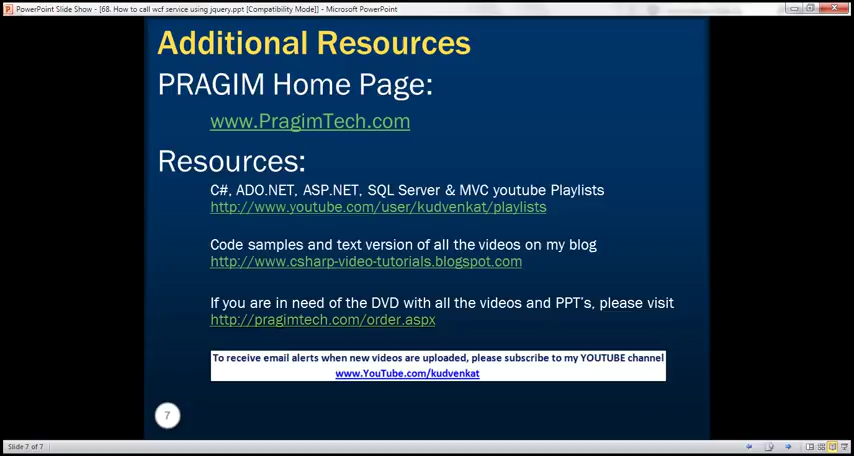 PowerPoint Slide Show - [68. How to call wcf service using jquery.ppt [Compatibility Mode]] - Microsoft PowerPoint
Additional Resources
PRAGIM Home Page:
www.PragimTech.com
Resources:
C#, ADO.NET, ASP.NET, SQL Server & MVC youtube Playlists
http://www.youtube.com/user/kudvenkat/playlists
Code samples and text version of all the videos on my blog
http://www.csharp-video-tutorials.blogspot.com
If you are in need of the DVD with all the videos and PPT's, please visit
http://pragimtech.com/order.aspx
To receive email alerts when new videos are uploaded, please subscribe to my YOUTUBE channel
www.YouTube.com/kudvenkat
7
Slide 7 of 7